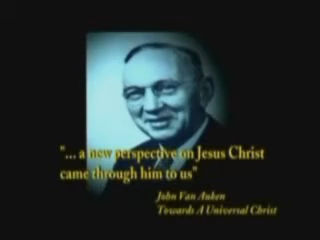 "... a new perspective on Jesus Christ
came through him to us"
John Van Auken
Towards A Universal Christ